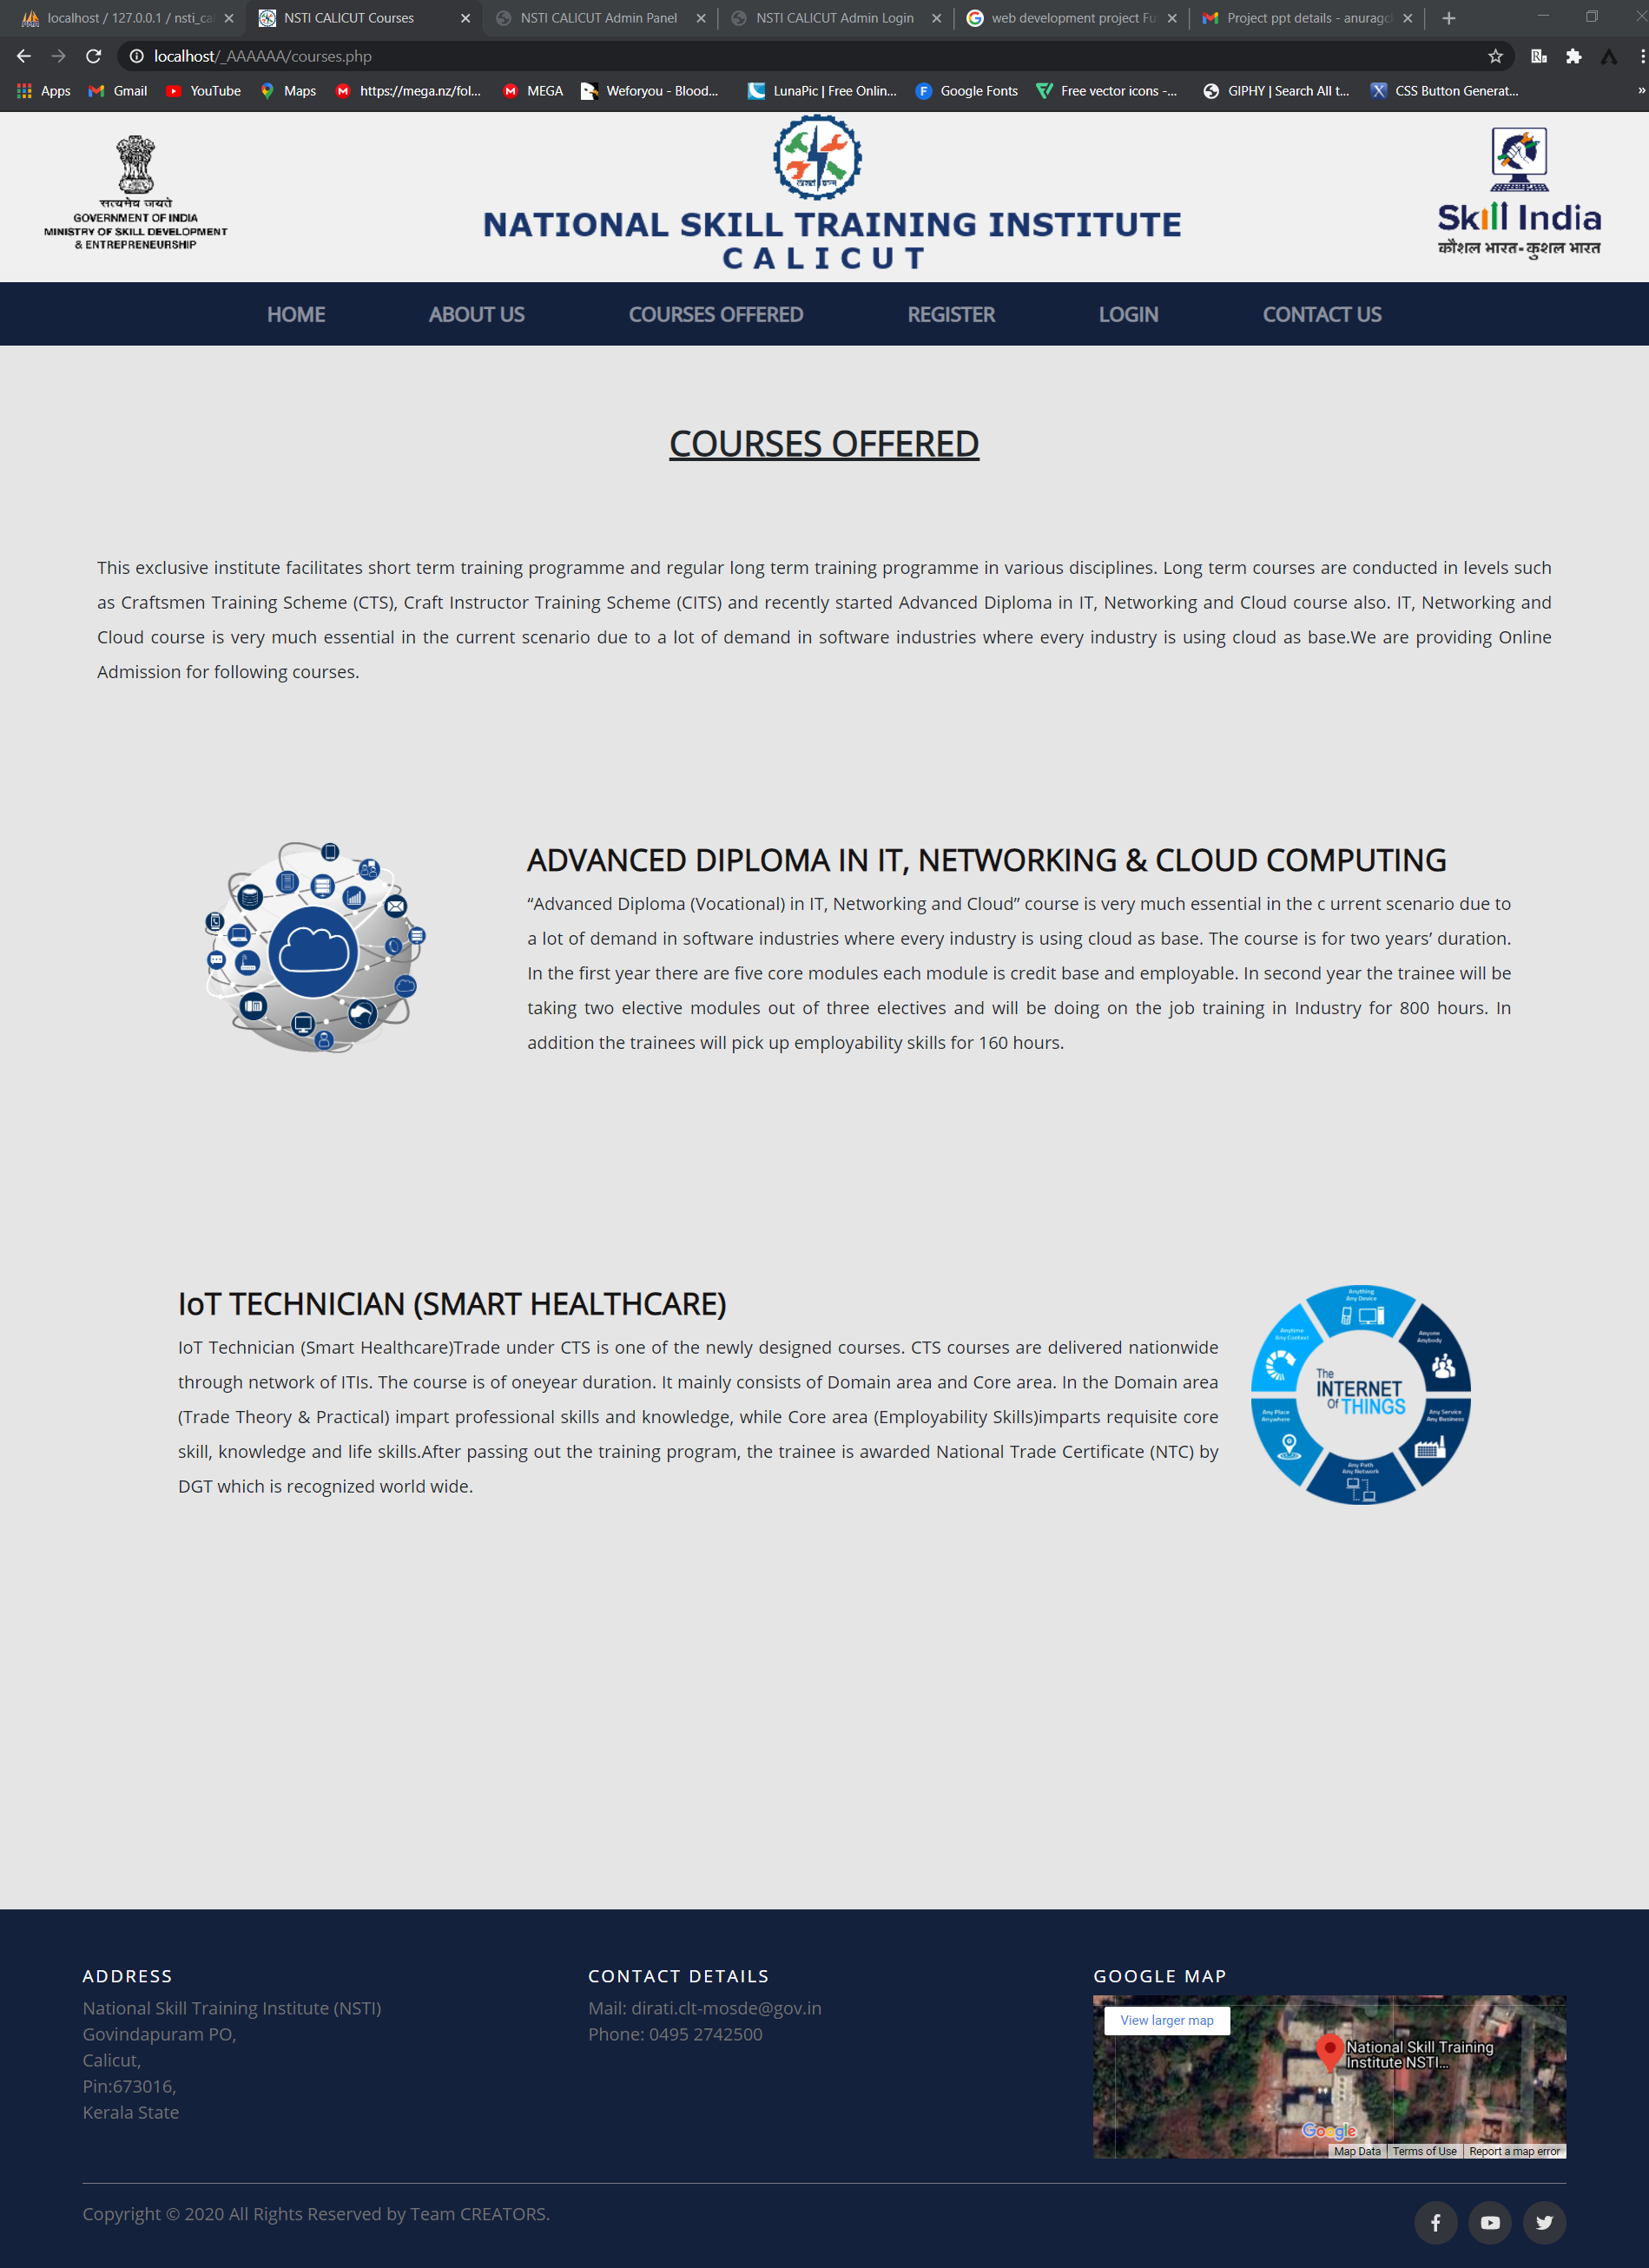 localhost / 127.0.0.1 / nsti_ca
NSTI CALICUT Courses
NSTI CALICUT Admin Panel
NSTI CALICUT Admin Login
web development project Fu
Project ppt details - anuragc
localhost/_AAAAAA/courses.php
Apps
Gmail
YouTube
Maps
https://mega.nz/fol...
MEGA
Weforyou - Blood...
LunaPic | Free Onlin...
Google Fonts
Free vector icons -...
GIPHY | Search All t...
CSS Button Generat...
»
सत्यमेव जयते
GOVERNMENT OF INDIA
MINISTRY OF SKILL DEVELOPMENT
& ENTREPRENEURSHIP
NATIONAL SKILL TRAINING INSTITUTE
CALICUT
Skill India
कौशल भारत - कुशल भारत
HOME
ABOUT US
COURSES OFFERED
REGISTER
LOGIN
CONTACT US
COURSES OFFERED
This exclusive institute facilitates short term training programme and regular long term training programme in various disciplines. Long term courses are conducted in levels such
as Craftsmen Training Scheme (CTS), Craft Instructor Training Scheme (CITS) and recently started Advanced Diploma in IT, Networking and Cloud course also. IT, Networking and
Cloud course is very much essential in the current scenario due to a lot of demand in software industries where every industry is using cloud as base.We are providing Online
Admission for following courses.
ADVANCED DIPLOMA IN IT, NETWORKING & CLOUD COMPUTING
“Advanced Diploma (Vocational) in IT, Networking and Cloud” course is very much essential in the c urrent scenario due to
a lot of demand in software industries where every industry is using cloud as base. The course is for two years’ duration.
In the first year there are five core modules each module is credit base and employable. In second year the trainee will be
taking two elective modules out of three electives and will be doing on the job training in Industry for 800 hours. In
addition the trainees will pick up employability skills for 160 hours.
IoT TECHNICIAN (SMART HEALTHCARE)
IoT Technician (Smart Healthcare)Trade under CTS is one of the newly designed courses. CTS courses are delivered nationwide
through network of ITIs. The course is of oneyear duration. It mainly consists of Domain area and Core area. In the Domain area
(Trade Theory & Practical) impart professional skills and knowledge, while Core area (Employability Skills)imparts requisite core
skill, knowledge and life skills.After passing out the training program, the trainee is awarded National Trade Certificate (NTC) by
DGT which is recognized world wide.
Anything
Any Device
Anytime
Any Context
Anyone
Anybody
The
INTERNET
Of THINGS
Any Place
Anywhere
Any Service
Any Business
Any Path
Any Network
ADDRESS
National Skill Training Institute (NSTI)
Govindapuram PO,
Calicut,
Pin:673016,
Kerala State
CONTACT DETAILS
Mail: dirati.clt-mosde@gov.in
Phone: 0495 2742500
GOOGLE MAP
View larger map
National Skill Training
Institute NSTI...
Google
Map Data
Terms of Use
Report a map error
Copyright © 2020 All Rights Reserved by Team CREATORS.